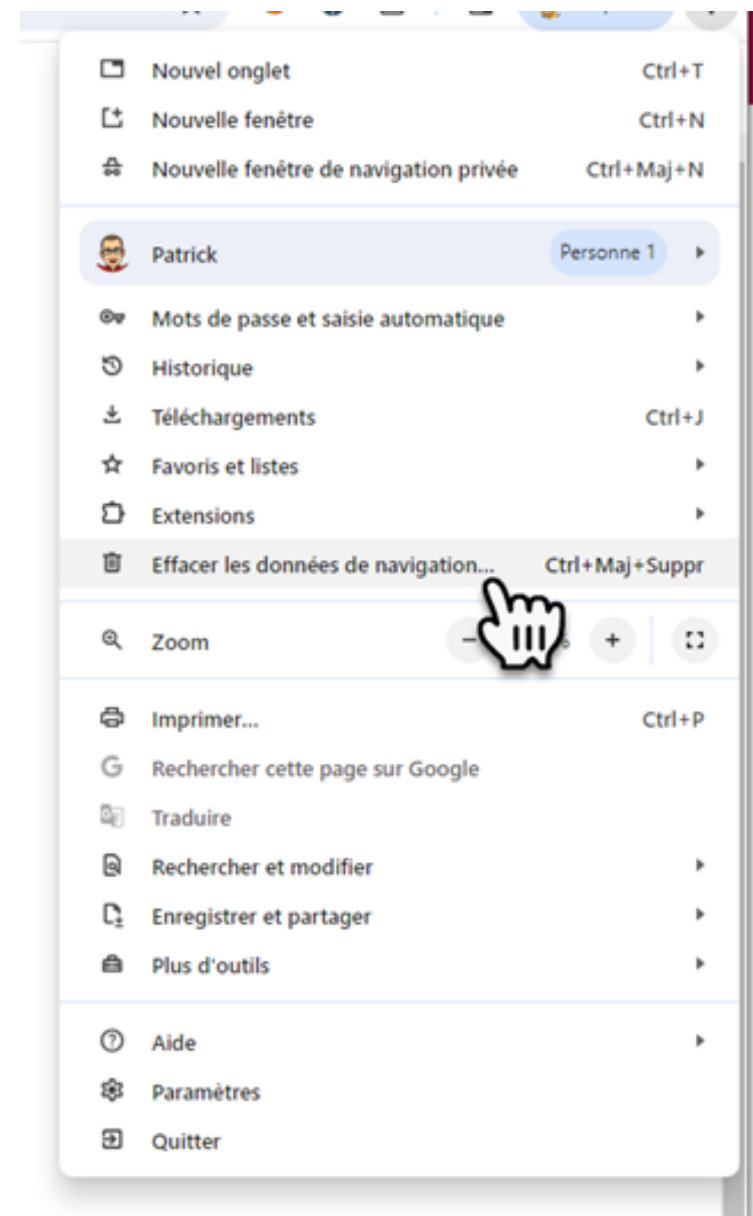 Nouvel onglet Ctrl+T
Nouvelle fenêtre Ctrl+N
Nouvelle fenêtre de navigation privée Ctrl+Maj+N
Patrick Personne 1
Mots de passe et saisie automatique
Historique
Téléchargements Ctrl+J
Favoris et listes
Extensions
Effacer les données de navigation... Ctrl+Maj+Suppr
Zoom - +
Imprimer... Ctrl+P
Rechercher cette page sur Google
Traduire
Rechercher et modifier
Enregistrer et partager
Plus d'outils
Aide
Paramètres
Quitter